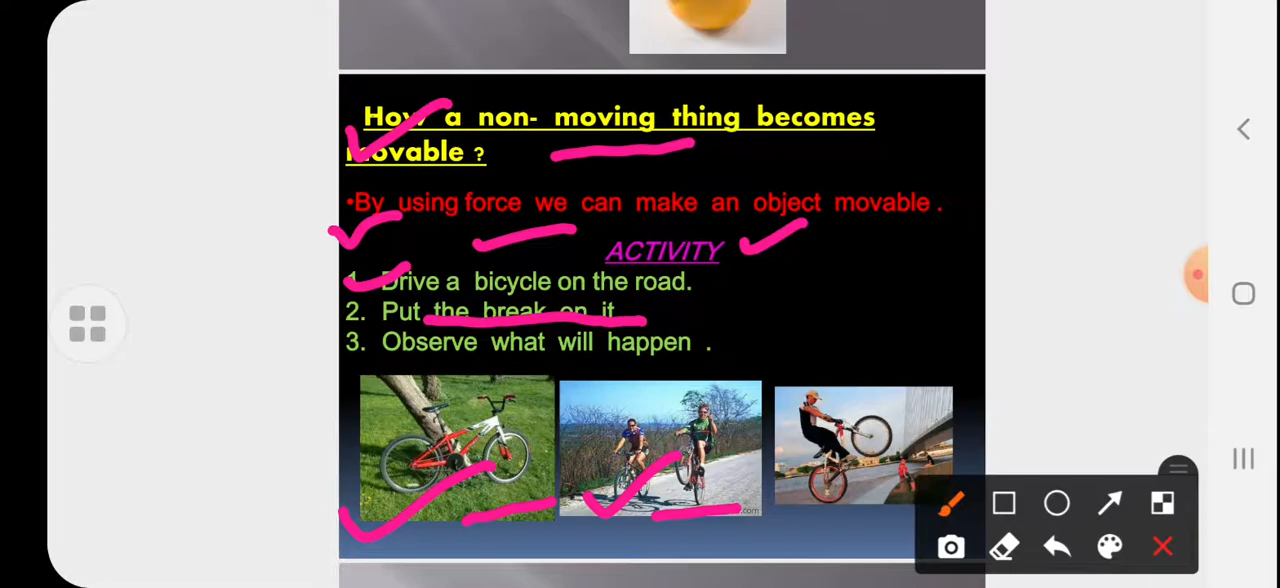 How a non- moving thing becomes
movable ?
•By using force we can make an object movable .
ACTIVITY
1. Drive a bicycle on the road.
2. Put the break on it
3. Observe what will happen .
.com